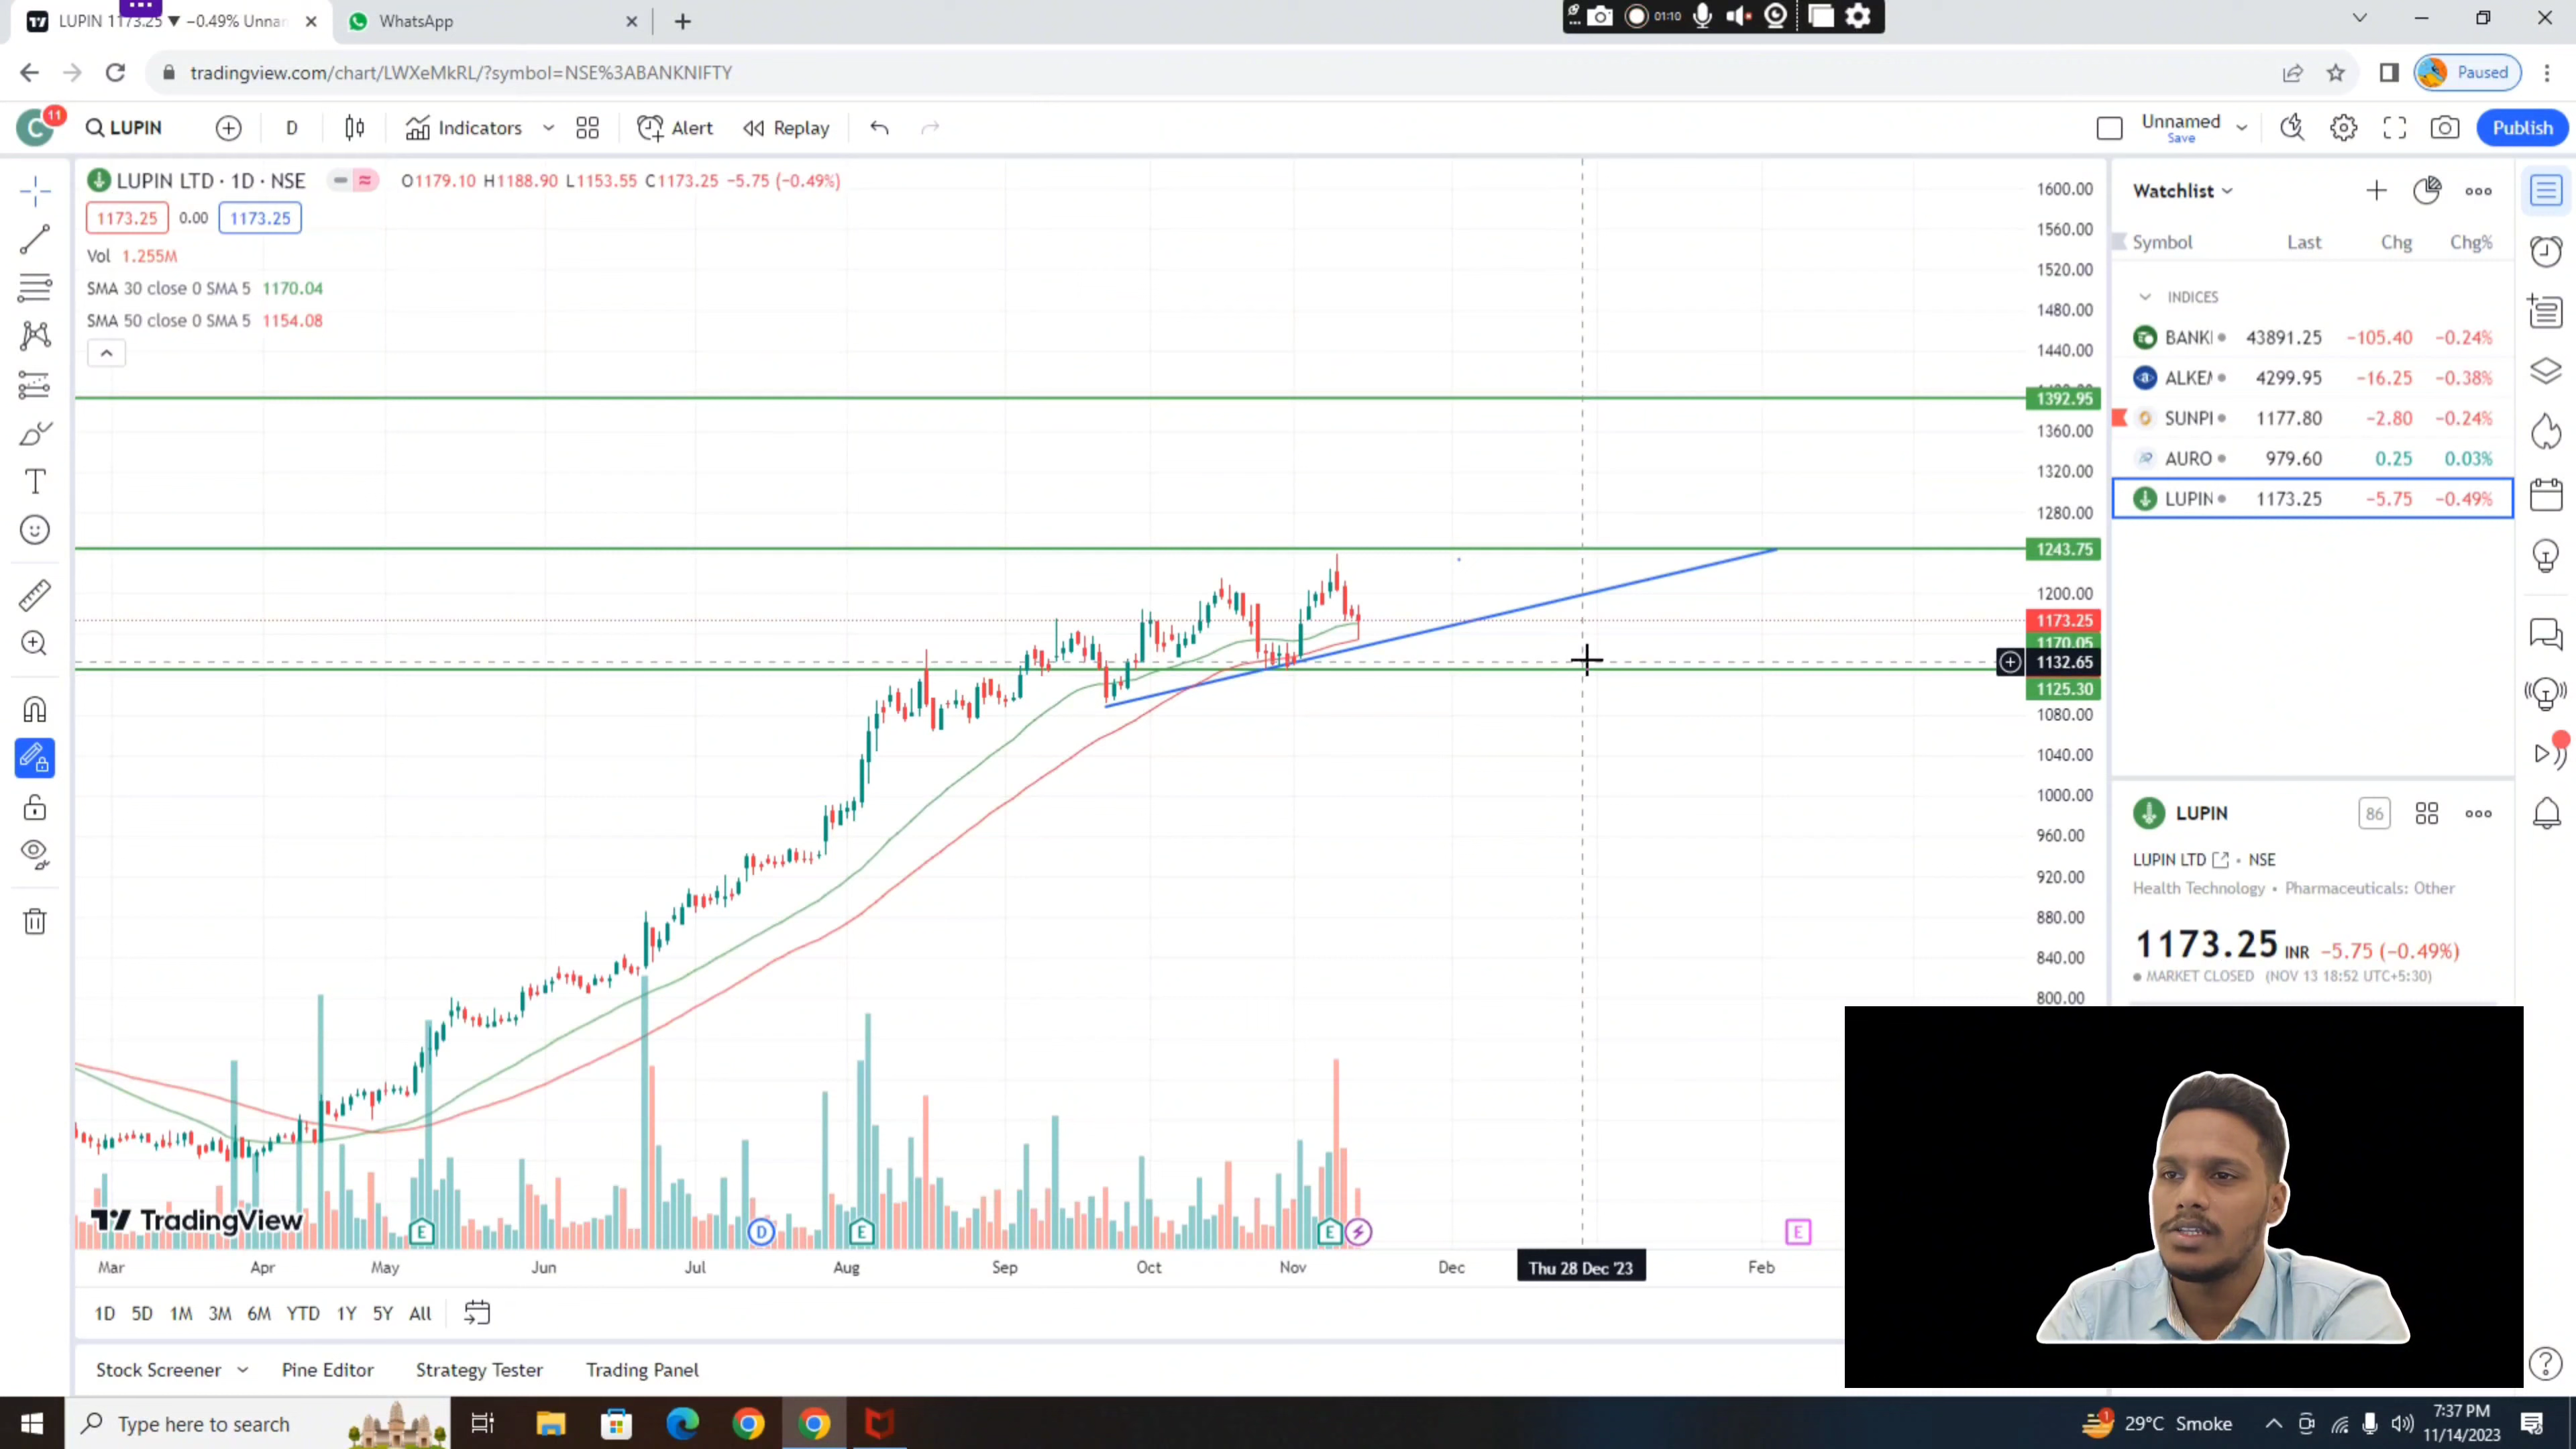 LUPIN 1173.25 ▼ −0.49% Unnan
WhatsApp
01:10
tradingview.com/chart/LWXeMkRL/?symbol=NSE%3ABANKNIFTY
Paused
C 11
LUPIN
D
Indicators
Alert
Replay
Unnamed
Save
Publish
LUPIN LTD · 1D · NSE
O1179.10 H1188.90 L1153.55 C1173.25 −5.75 (−0.49%)
1173.25 0.00 1173.25
Vol 1.255M
SMA 30 close 0 SMA 5 1170.04
SMA 50 close 0 SMA 5 1154.08
1600.00
1560.00
1520.00
1480.00
1440.00
1392.95
1360.00
1320.00
1280.00
1243.75
1200.00
1173.25
1170.05
1132.65
1125.30
1080.00
1040.00
1000.00
960.00
920.00
880.00
840.00
800.00
Watchlist
Symbol Last Chg Chg%
INDICES
BANKI 43891.25 −105.40 −0.24%
ALKE 4299.95 −16.25 −0.38%
SUNPI 1177.80 −2.80 −0.24%
AURO 979.60 0.25 0.03%
LUPIN 1173.25 −5.75 −0.49%
LUPIN
86
LUPIN LTD • NSE
Health Technology • Pharmaceuticals: Other
1173.25 INR −5.75 (−0.49%)
MARKET CLOSED (NOV 13 18:52 UTC+5:30)
TradingView
E D E E E
Mar Apr May Jun Jul Aug Sep Oct Nov Dec Thu 28 Dec '23 Feb
1D 5D 1M 3M 6M YTD 1Y 5Y All
Stock Screener Pine Editor Strategy Tester Trading Panel
Type here to search
29°C Smoke
7:37 PM
11/14/2023